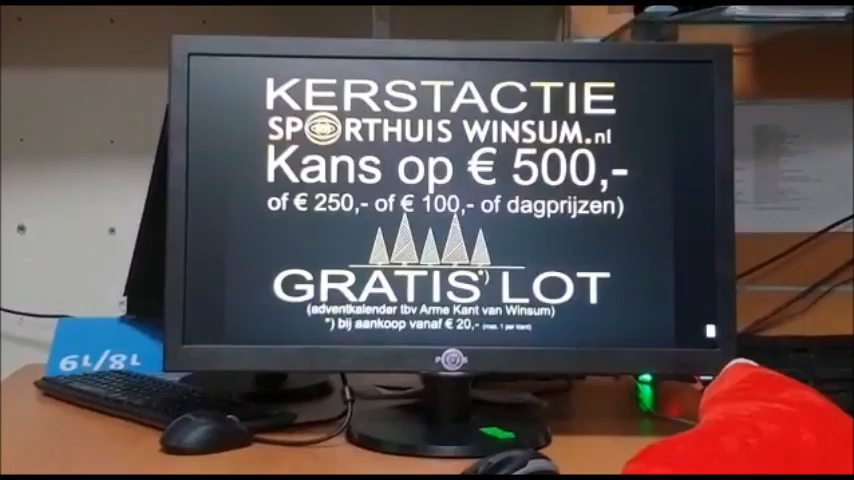 KERSTACTIE
SPORTHUIS WINSUM.nl
Kans op € 500,-
of € 250,- of € 100,- of dagprijzen)
GRATIS*) LOT
(adventkalender tbv Arme Kant van Winsum)
*) bij aankoop vanaf € 20,- (max. 1 per klant)
18/19